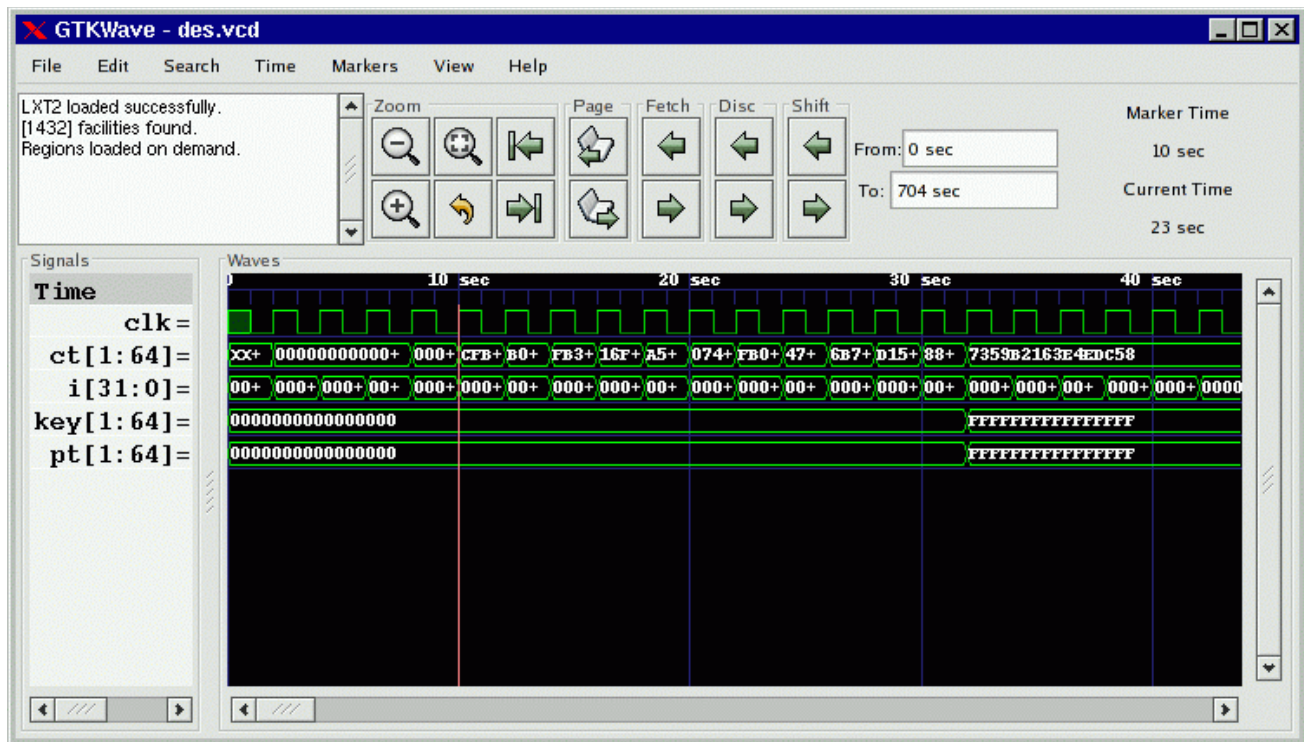 GTKWave - des.vcd
File Edit Search Time Markers View Help
LXT2 loaded successfully.
[1432] facilities found.
Regions loaded on demand.
Zoom Page Fetch Disc Shift
From: 0 sec
To: 704 sec
Marker Time
10 sec
Current Time
23 sec
Signals
Waves
Time
0 10 sec 20 sec 30 sec 40 sec
clk=
ct[1:64]= xx+ 00000000000+ 000+ CFB+ B0+ FB3+ 16F+ A5+ 074+ FB0+ 47+ 6B7+ D15+ 88+ 7359B2163E4EDC58
i[31:0]= 00+ 000+ 000+ 00+ 000+ 000+ 00+ 000+ 000+ 00+ 000+ 000+ 00+ 000+ 000+ 00+ 000+ 000+ 00+ 000+ 000+ 0000
key[1:64]= 0000000000000000 FFFFFFFFFFFFFFFF
pt[1:64]= 0000000000000000 FFFFFFFFFFFFFFFF